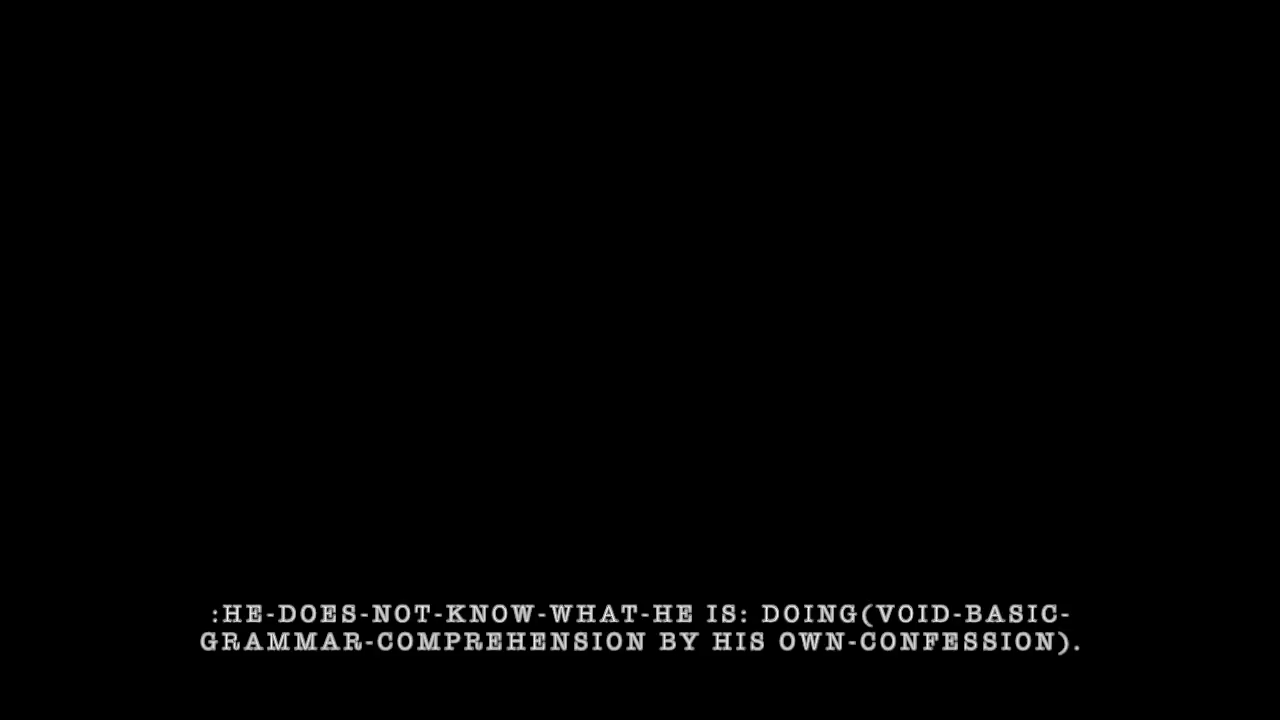 :HE-DOES-NOT-KNOW-WHAT-HE IS: DOING(VOID-BASIC-
GRAMMAR-COMPREHENSION BY HIS OWN-CONFESSION).